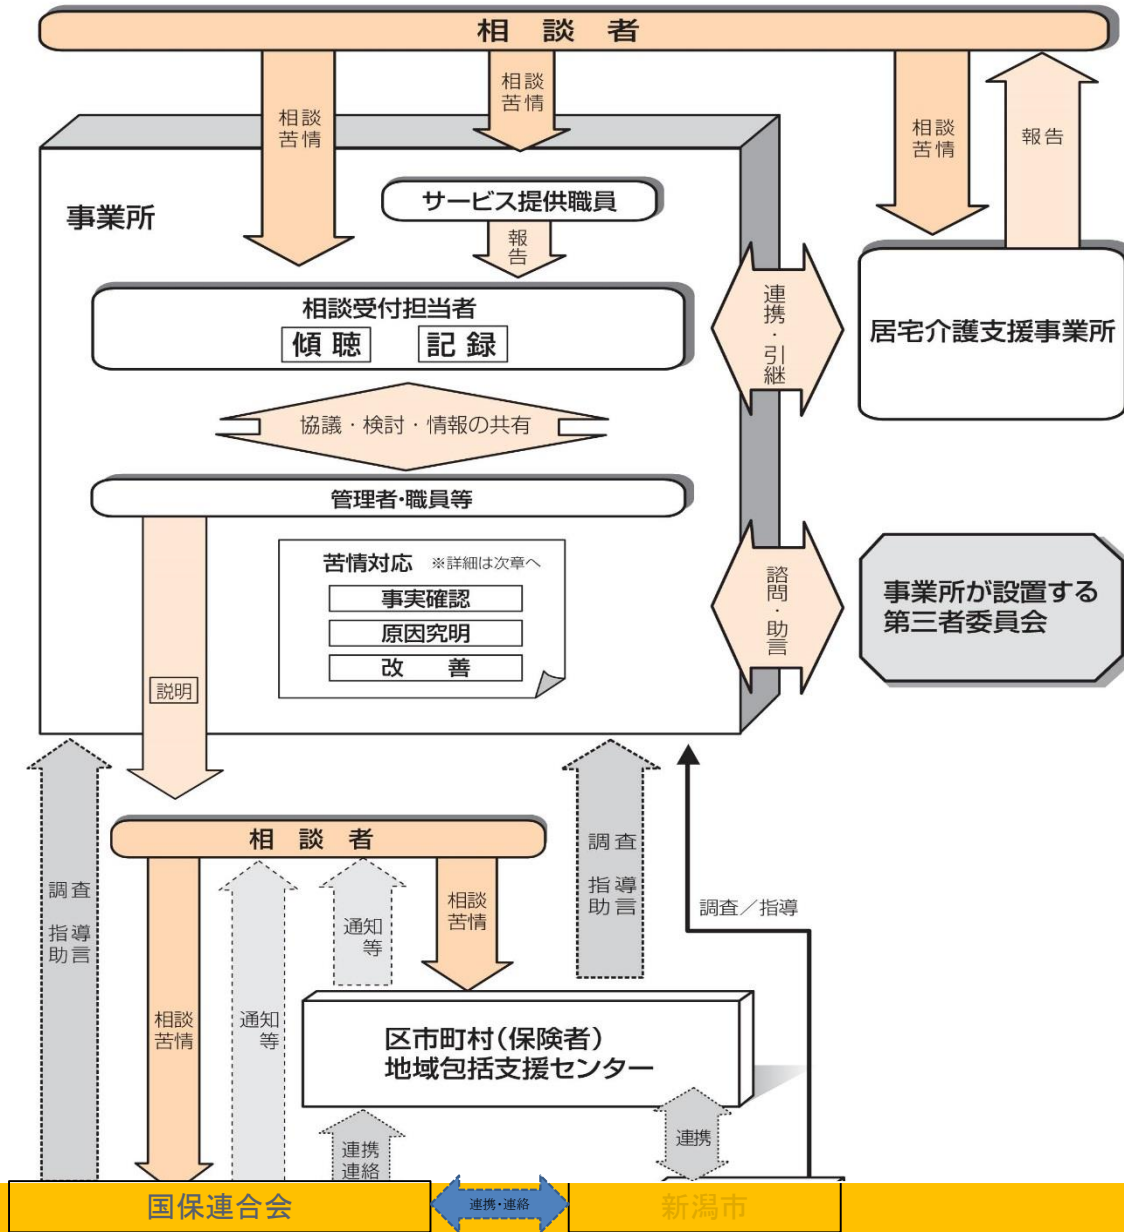 相談者
相談
苦情
相談
苦情
相談
苦情
報告
事業所
サービス提供職員
報告
相談受付担当者
傾聴 記録
連携・引継
居宅介護支援事業所
協議・検討・情報の共有
管理者・職員等
苦情対応 ※詳細は次章へ
事実確認
原因究明
改 善
諮問・助言
事業所が設置する
第三者委員会
説明
相談者
調査
指導
助言
相談
苦情
通知
等
通知
等
相談
苦情
調査
指導
助言
調査／指導
区市町村（保険者）
地域包括支援センター
連携
連絡
連携
国保連合会
連携・連絡
新潟市